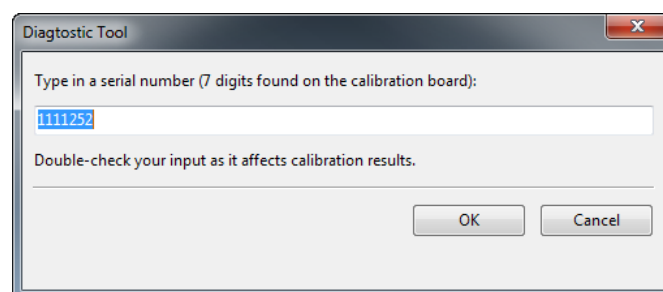 Diagtostic Tool
Type in a serial number (7 digits found on the calibration board):
1111252
Double-check your input as it affects calibration results.
OK Cancel